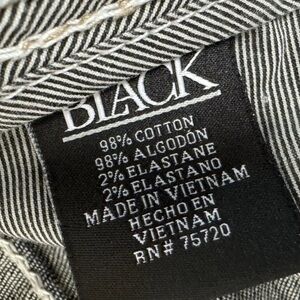 BLACK
98% COTTON
98% ALGODÓN
2% ELASTANE
2% ELASTANO
MADE IN VIETNAM
HECHO EN
VIETNAM
RN# 75720